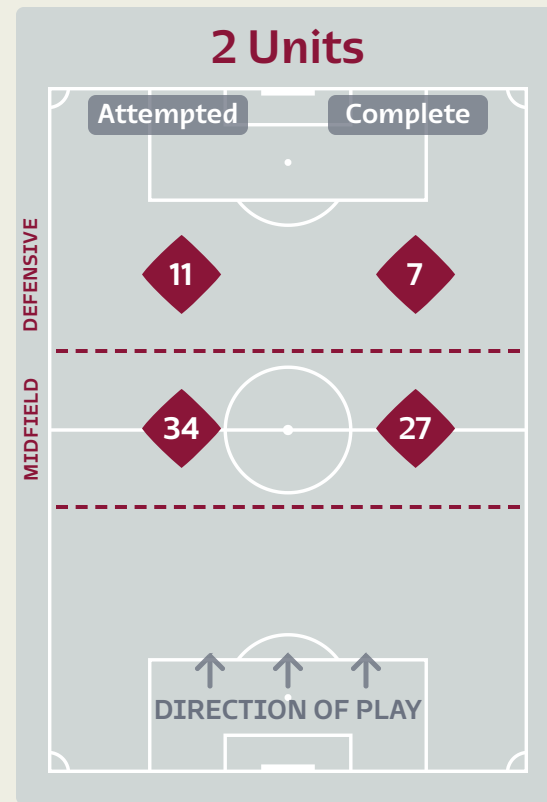 2 Units
Attempted
Complete
DEFENSIVE
11
7
MIDFIELD
34
27
DIRECTION OF PLAY